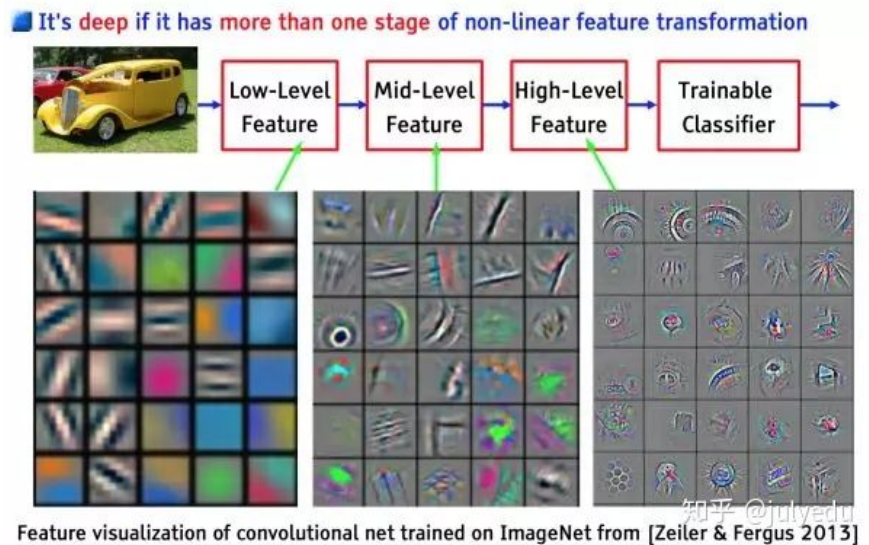 It's deep if it has more than one stage of non-linear feature transformation
Low-Level
Feature
Mid-Level
Feature
High-Level
Feature
Trainable
Classifier
知乎 @julyedu
Feature visualization of convolutional net trained on ImageNet from [Zeiler & Fergus 2013]